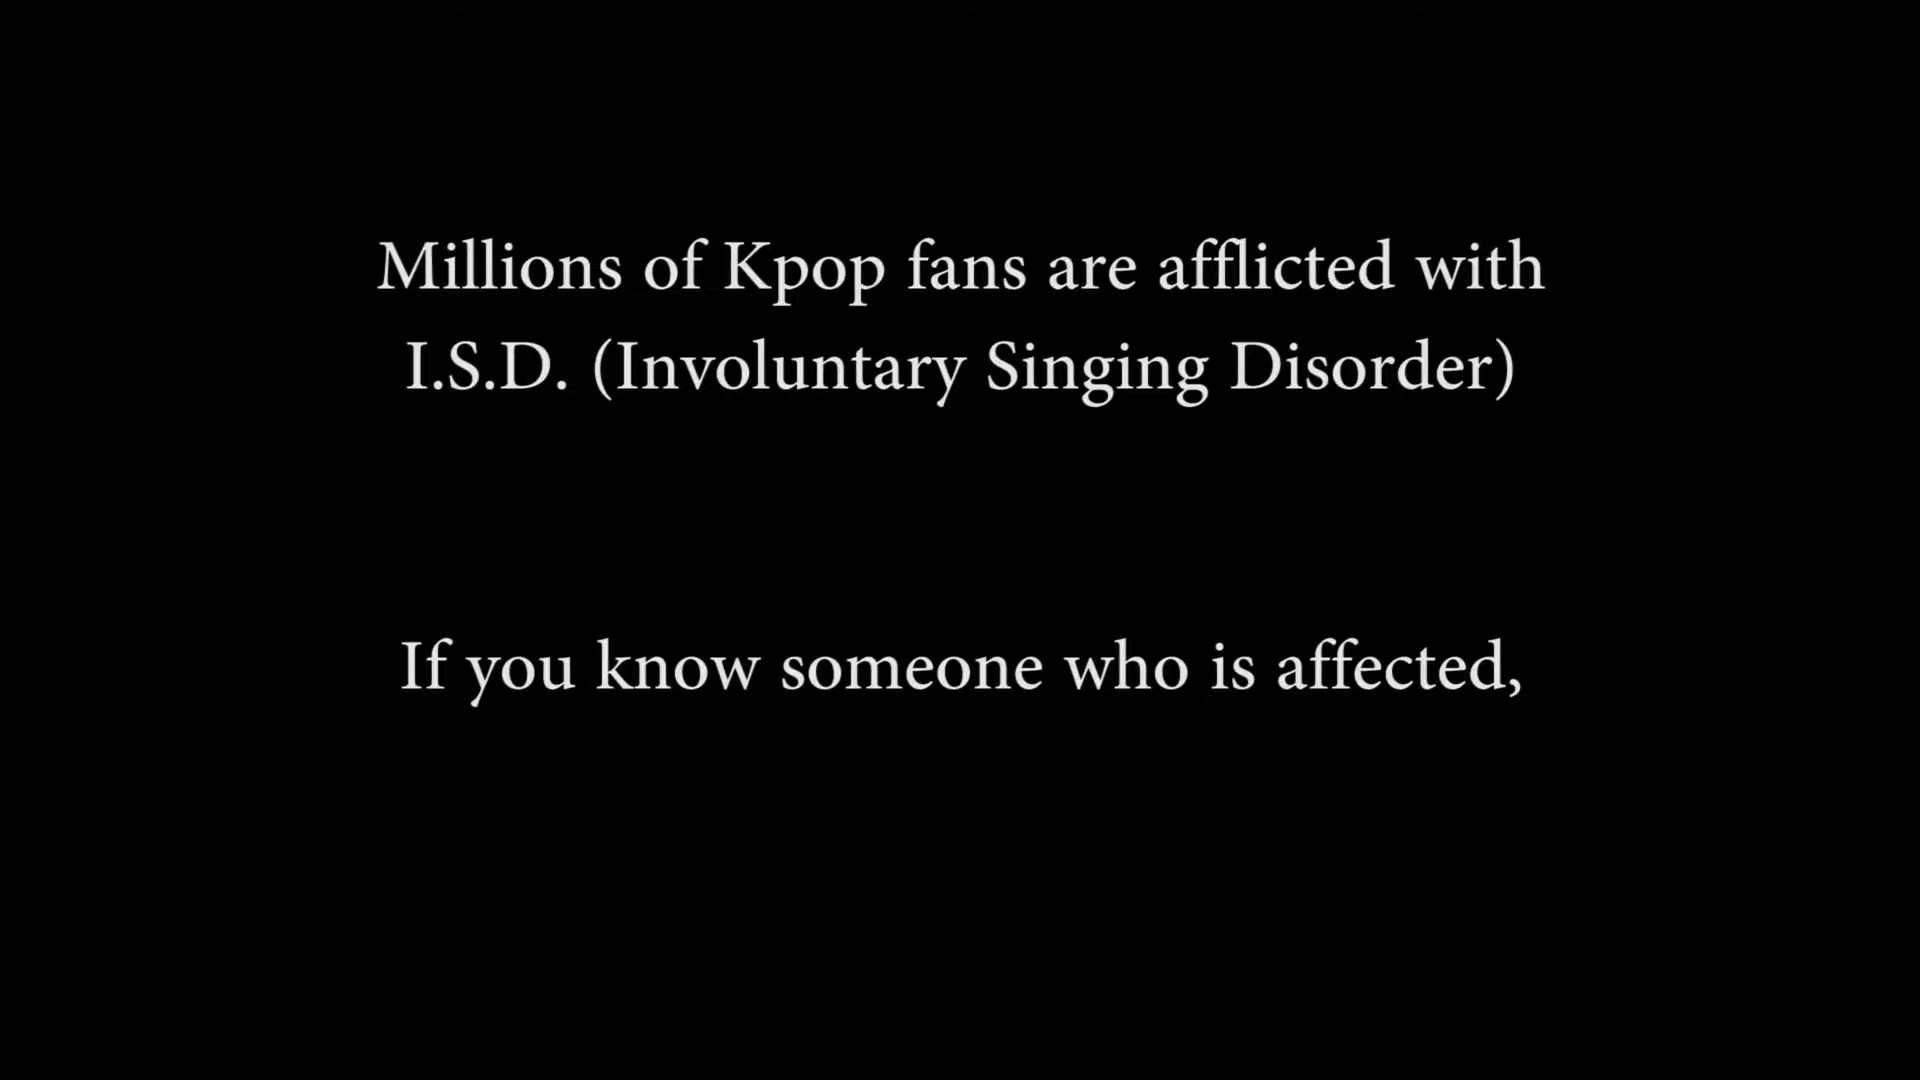 Millions of Kpop fans are afflicted with
I.S.D. (Involuntary Singing Disorder)
If you know someone who is affected,